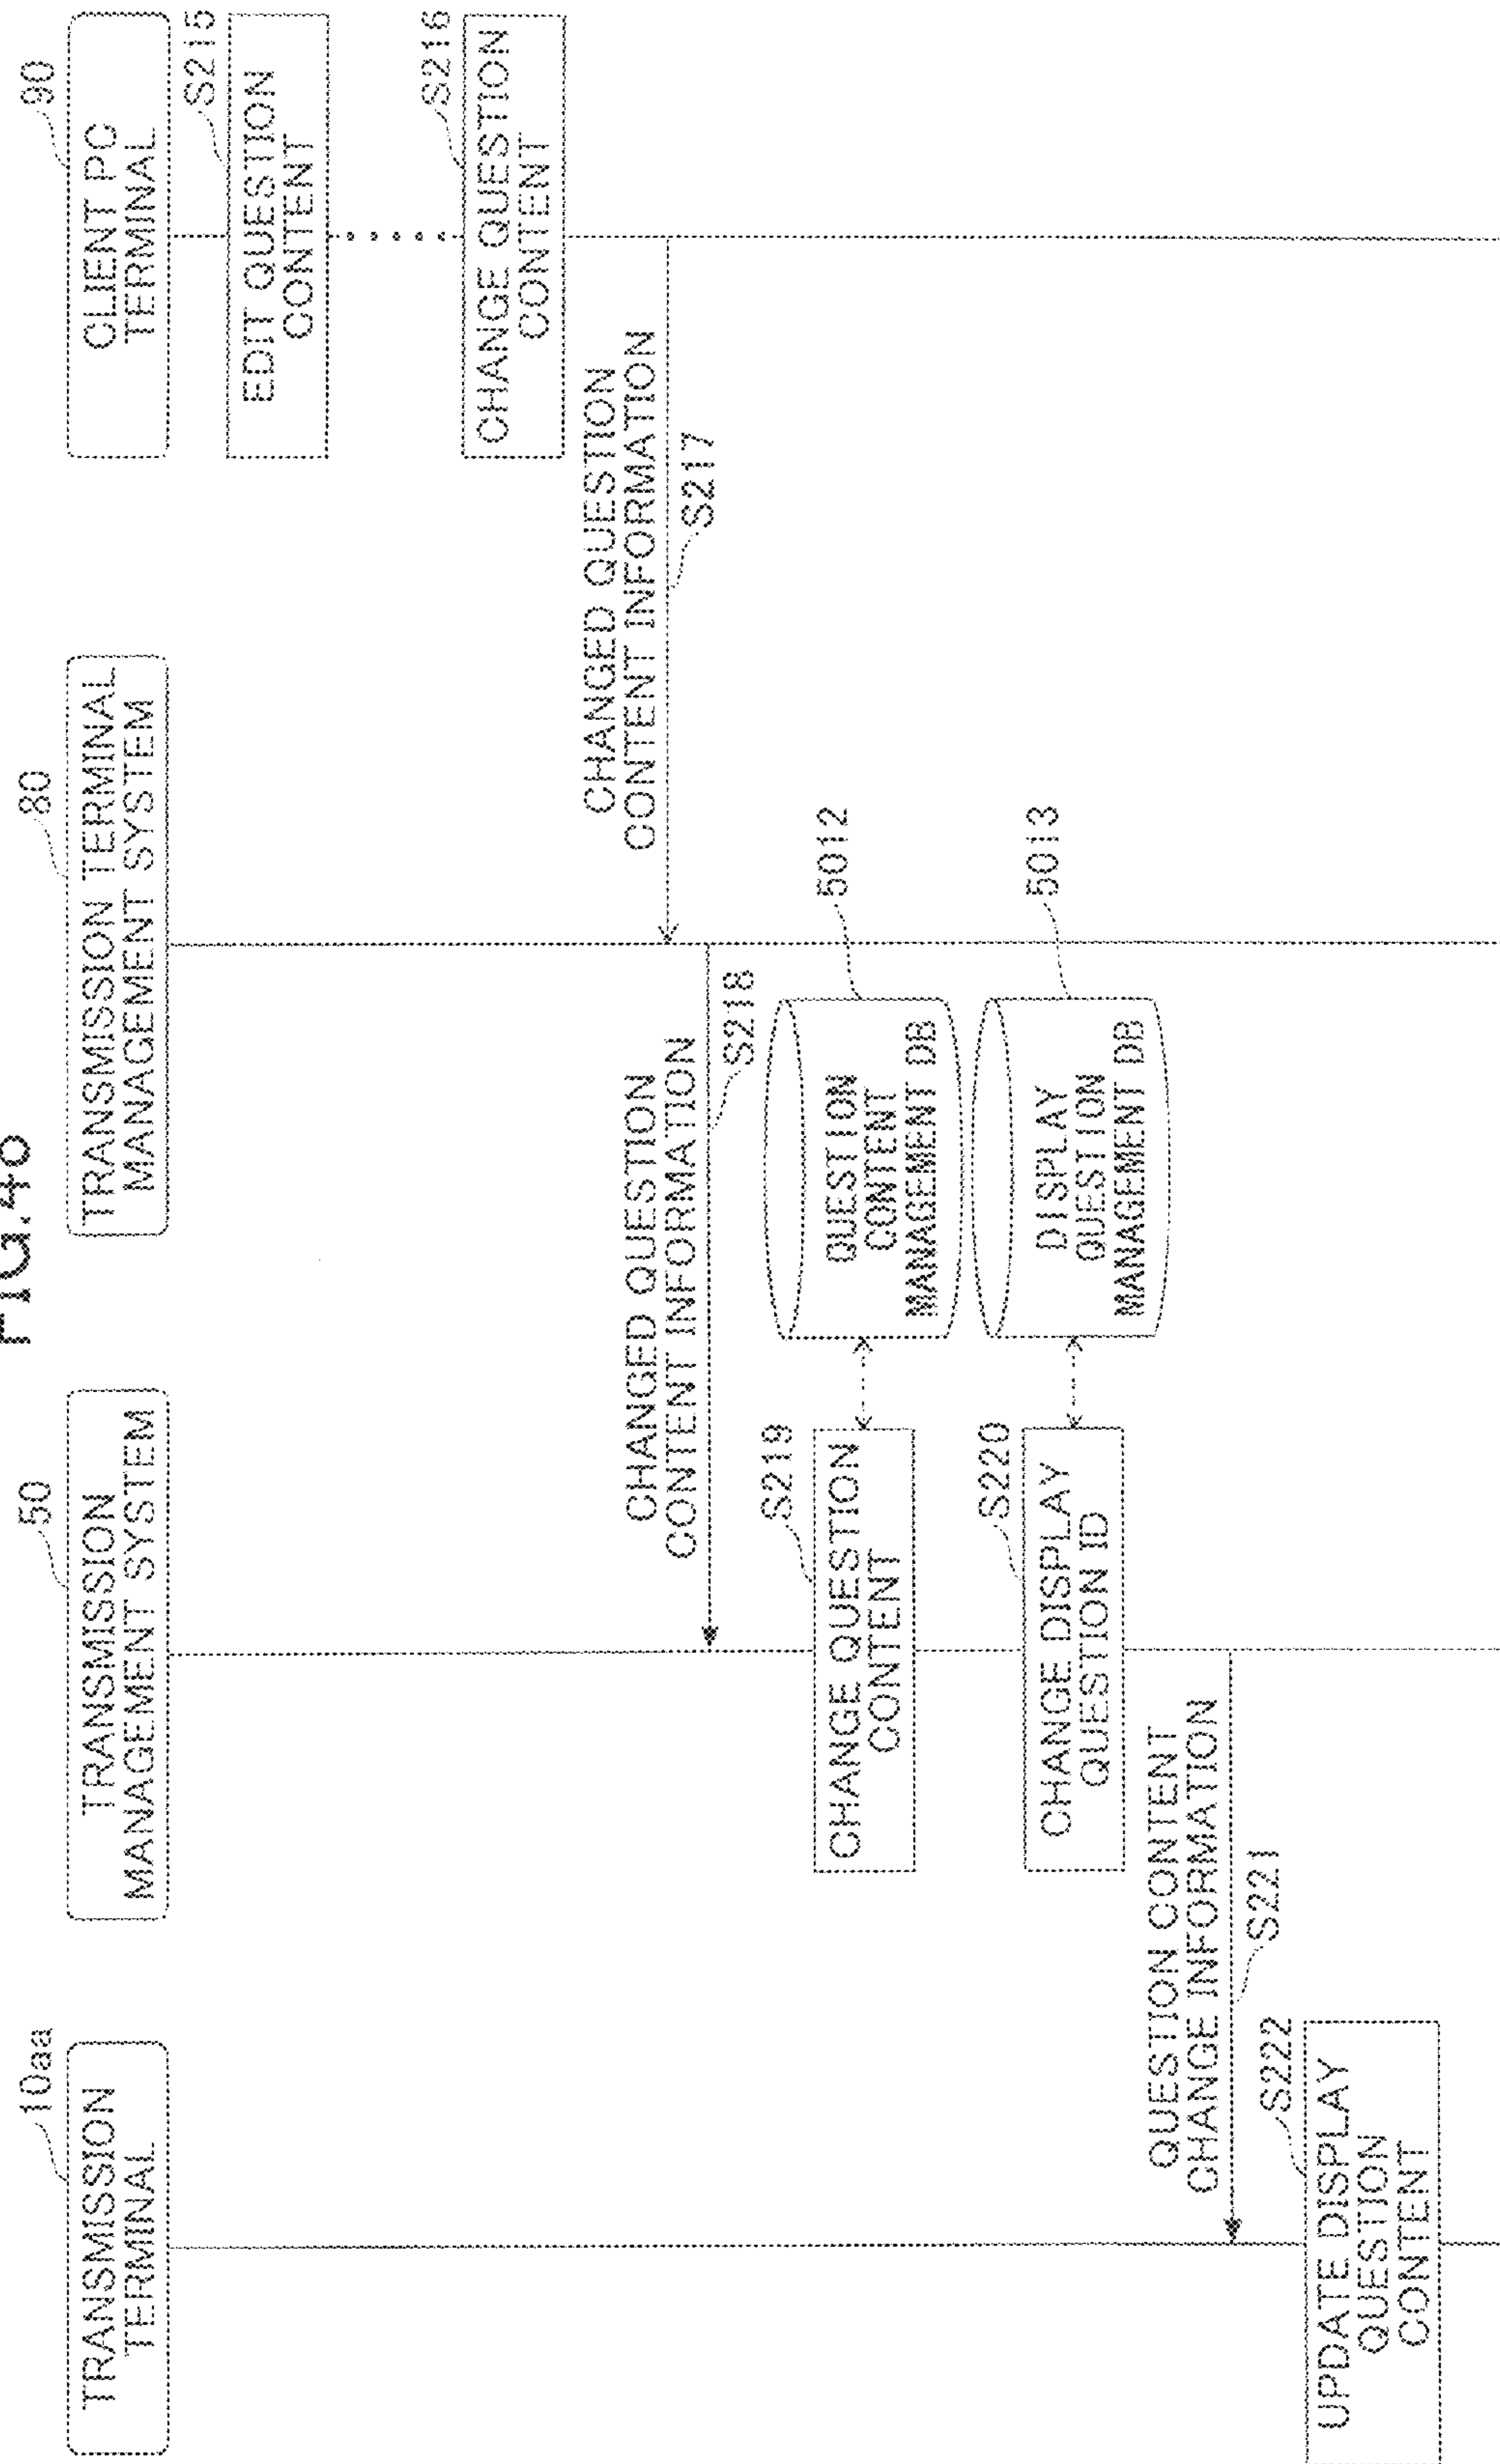 10aa
TRANSMISSION
TERMINAL
50
TRANSMISSION
MANAGEMENT SYSTEM
80
TRANSMISSION TERMINAL
MANAGEMENT SYSTEM
90
CLIENT PC
TERMINAL
S215
EDIT QUESTION
CONTENT
S216
CHANGE QUESTION
CONTENT
CHANGED QUESTION
CONTENT INFORMATION
S217
CHANGED QUESTION
CONTENT INFORMATION
S218
S219
CHANGE QUESTION
CONTENT
5012
QUESTION
CONTENT
MANAGEMENT DB
S220
CHANGE DISPLAY
QUESTION ID
5013
DISPLAY
QUESTION
MANAGEMENT DB
QUESTION CONTENT
CHANGE INFORMATION
S221
S222
UPDATE DISPLAY
QUESTION
CONTENT